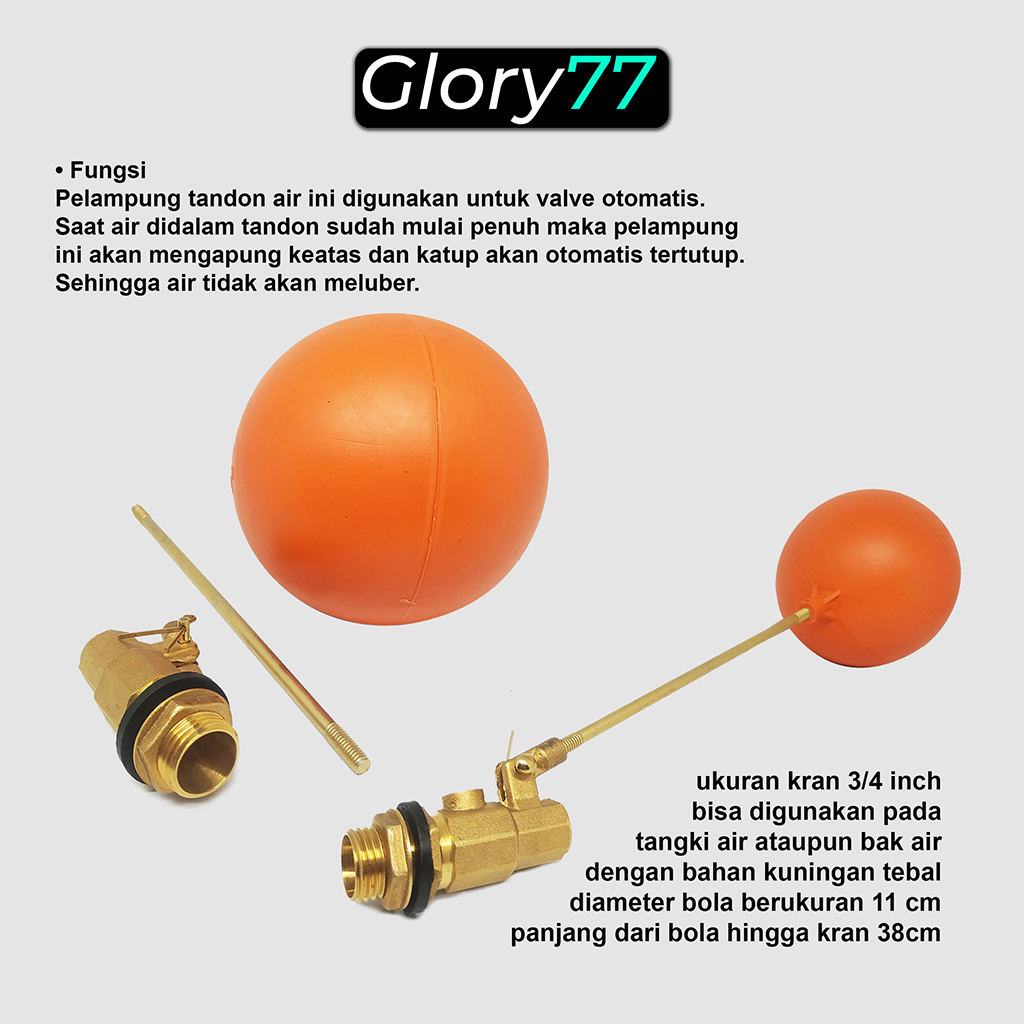 Glory77
• Fungsi
Pelampung tandon air ini digunakan untuk valve otomatis.
Saat air didalam tandon sudah mulai penuh maka pelampung
ini akan mengapung keatas dan katup akan otomatis tertutup.
Sehingga air tidak akan meluber.
ukuran kran 3/4 inch
bisa digunakan pada
tangki air ataupun bak air
dengan bahan kuningan tebal
diameter bola berukuran 11 cm
panjang dari bola hingga kran 38cm